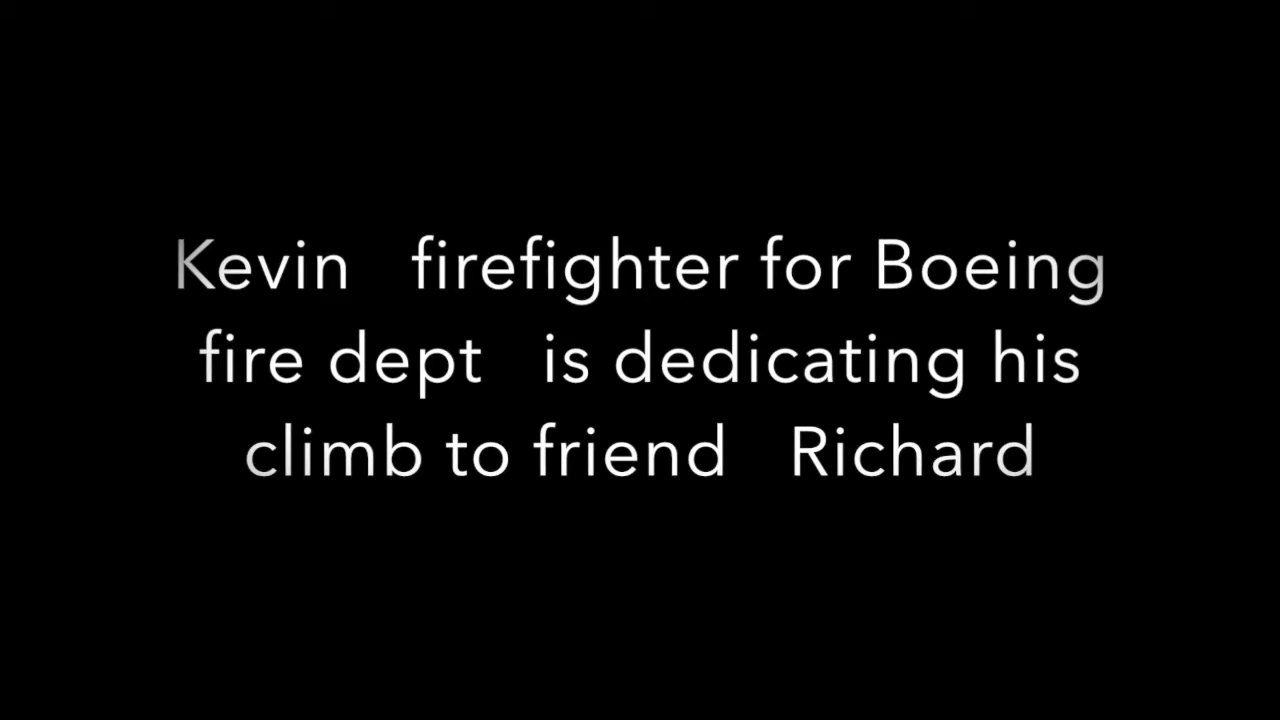 Kevin firefighter for Boeing
fire dept is dedicating his
climb to friend Richard